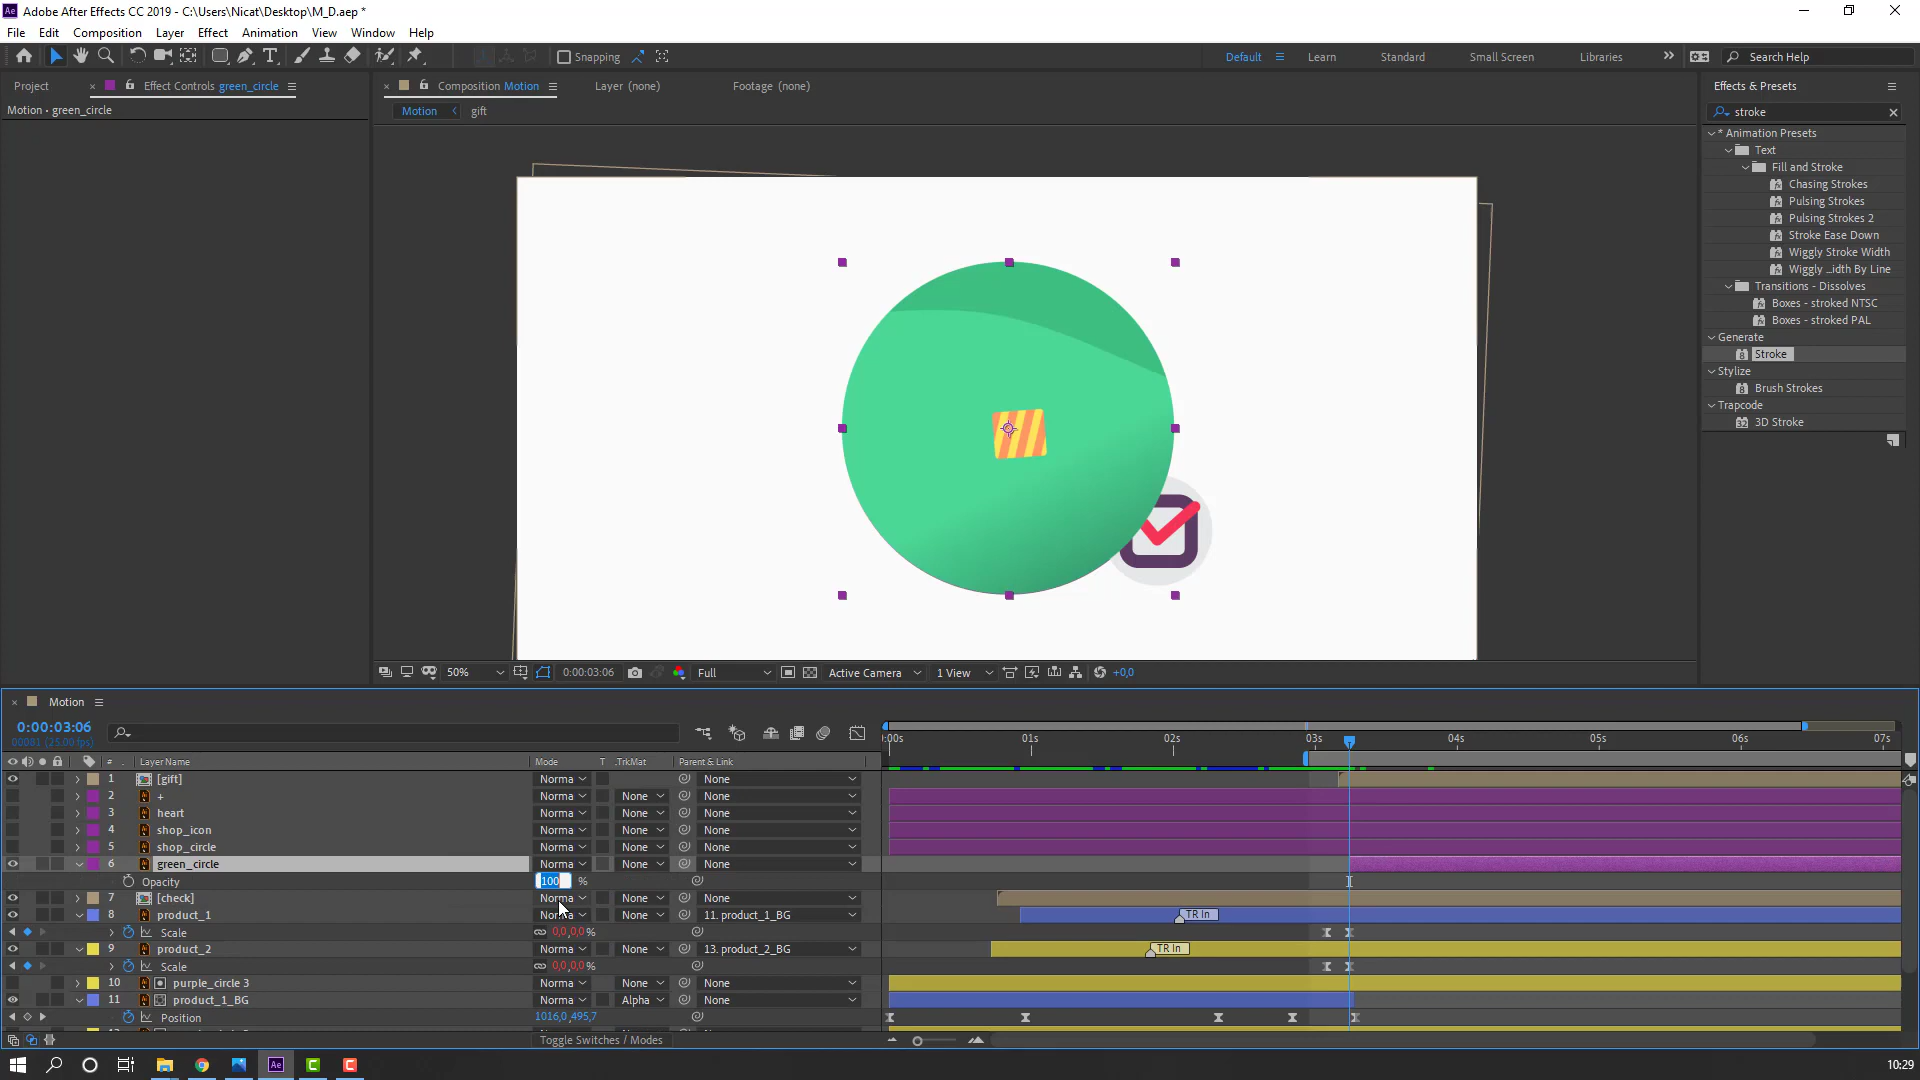 Adobe After Effects CC 2019 - C:\Users\Nicat\Desktop\M_D.aep *
File Edit Composition Layer Effect Animation View Window Help
Snapping Default Learn Standard Small Screen Libraries Search Help
Project Effect Controls green_circle Composition Motion Layer (none) Footage (none) Effects & Presets
Motion • green_circle
Motion gift
stroke
* Animation Presets
Text
Fill and Stroke
Chasing Strokes
Pulsing Strokes
Pulsing Strokes 2
Stroke Ease Down
Wiggly Stroke Width
Wiggly ...idth By Line
Transitions - Dissolves
Boxes - stroked NTSC
Boxes - stroked PAL
Generate
Stroke
Stylize
Brush Strokes
Trapcode
3D Stroke
50% 0:00:03:06 Full Active Camera 1 View +0,0
Motion
0:00:03:06
00081 (25.00 fps)
:00s 01s 02s 03s 04s 05s 06s 07s
# Layer Name Mode T .TrkMat Parent & Link
1 [gift] Norma None
2 + Norma None None
3 heart Norma None None
4 shop_icon Norma None None
5 shop_circle Norma None None
6 green_circle Norma None None
Opacity 100 %
7 [check] Norma None None
8 product_1 Norma None 11. product_1_BG TR In
Scale 0,0,0,0 %
9 product_2 Norma None 13. product_2_BG TR In
Scale 0,0,0,0 %
10 purple_circle 3 Norma None None
11 product_1_BG Norma Alpha None
Position 1016,0,495,7
Toggle Switches / Modes
10:29